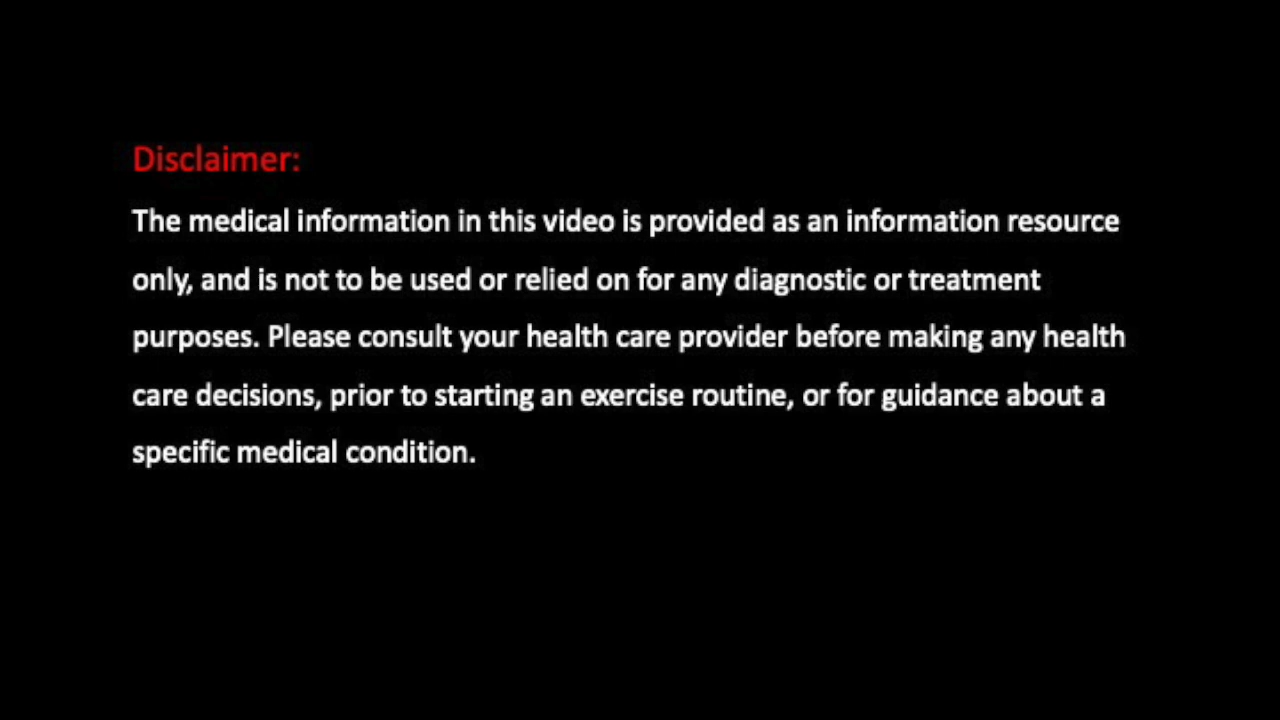 Disclaimer:
The medical information in this video is provided as an information resource
only, and is not to be used or relied on for any diagnostic or treatment
purposes. Please consult your health care provider before making any health
care decisions, prior to starting an exercise routine, or for guidance about a
specific medical condition.